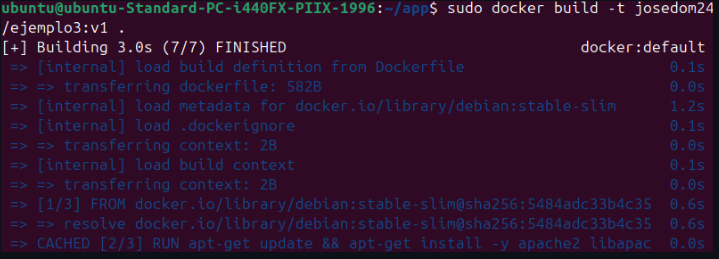 ubuntu@ubuntu-Standard-PC-i440FX-PIIX-1996:~/app$ sudo docker build -t josedom24
/ejemplo3:v1 .
[+] Building 3.0s (7/7) FINISHED docker:default
=> [internal] load build definition from Dockerfile 0.1s
=> => transferring dockerfile: 582B 0.0s
=> [internal] load metadata for docker.io/library/debian:stable-slim 1.2s
=> [internal] load .dockerignore 0.1s
=> => transferring context: 2B 0.0s
=> [internal] load build context 0.1s
=> => transferring context: 2B 0.0s
=> [1/3] FROM docker.io/library/debian:stable-slim@sha256:5484adc33b4c35 0.6s
=> => resolve docker.io/library/debian:stable-slim@sha256:5484adc33b4c35 0.6s
=> CACHED [2/3] RUN apt-get update && apt-get install -y apache2 libapac 0.0s